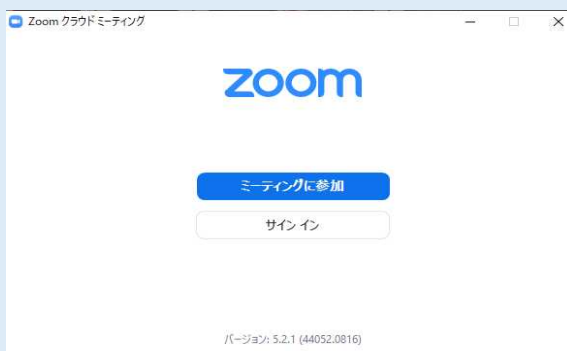 Zoom クラウド ミーティング
zoom
ミーティングに参加
サイン イン
バージョン: 5.2.1 (44052.0816)